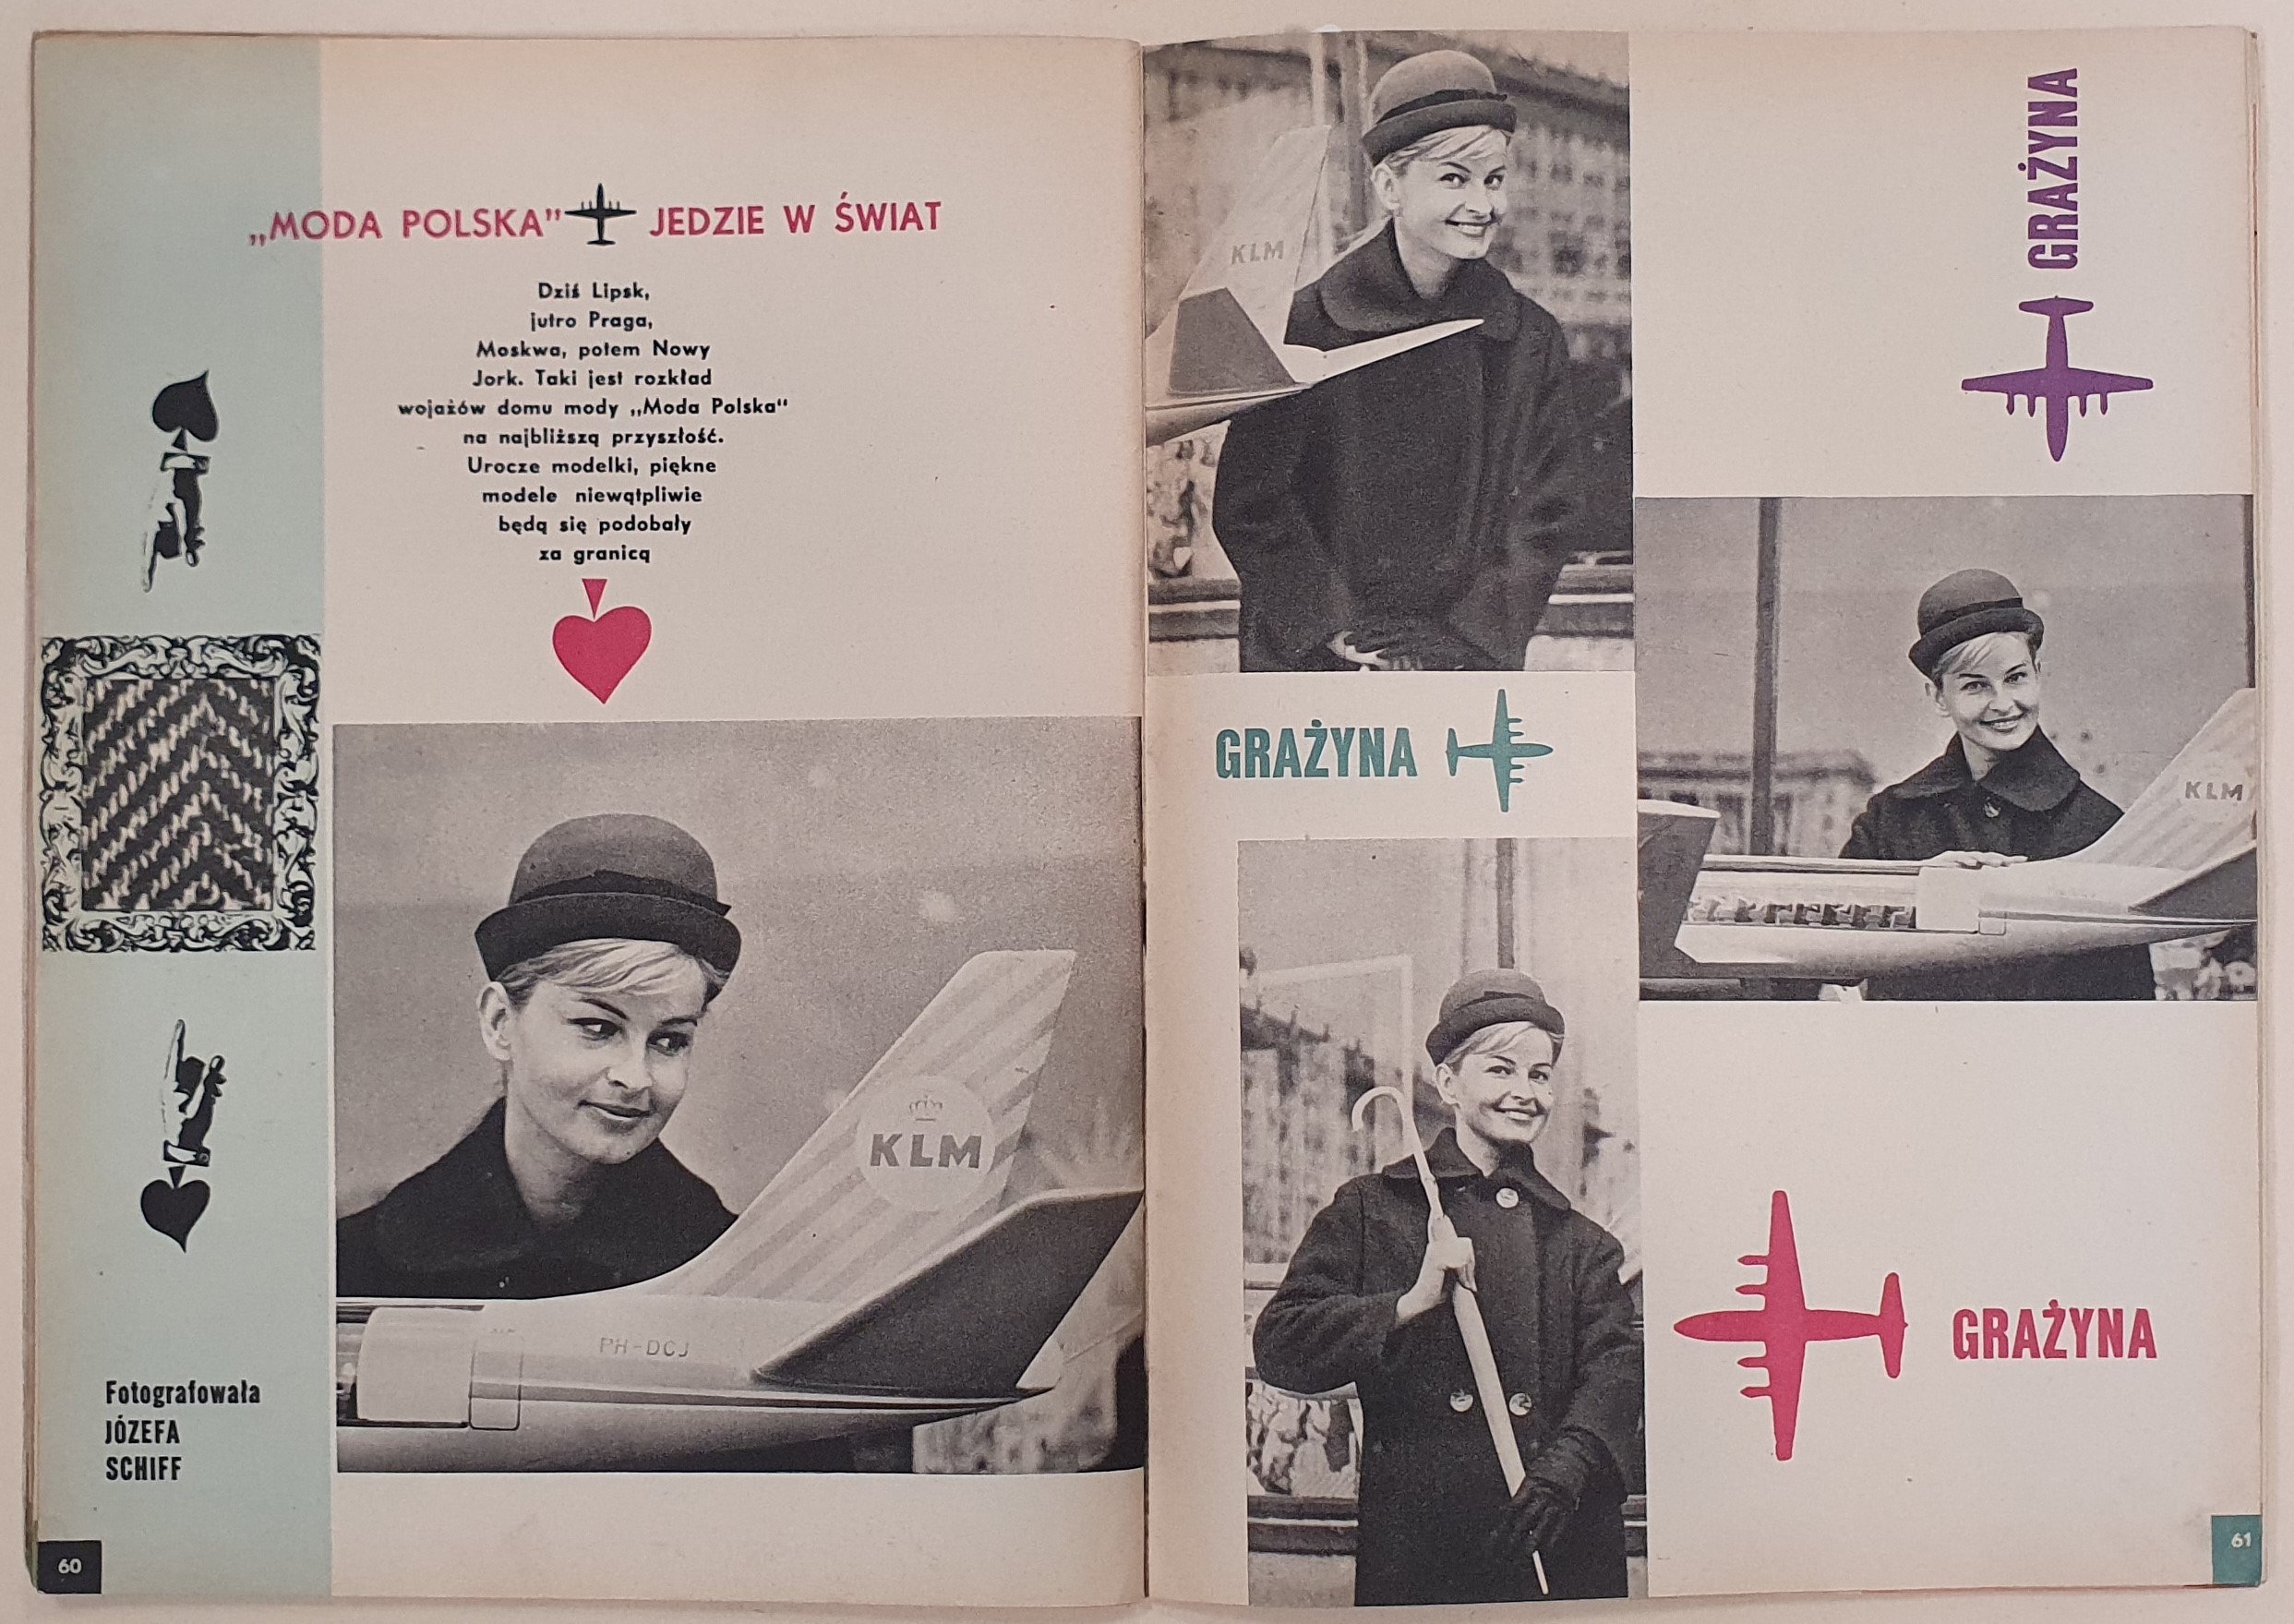 „MODA POLSKA” JEDZIE W ŚWIAT
Dziś Lipsk,
jutro Praga,
Moskwa, potem Nowy
Jork. Taki jest rozkład
wojażów domu mody „Moda Polska“
na najbliższą przyszłość.
Urocze modelki, piękne
modele niewątpliwie
będą się podobały
za granicą
KLM
PH-DCJ
Fotografowała
JÓZEFA
SCHIFF
60
KLM
GRAŻYNA
GRAŻYNA
KLM
GRAŻYNA
61